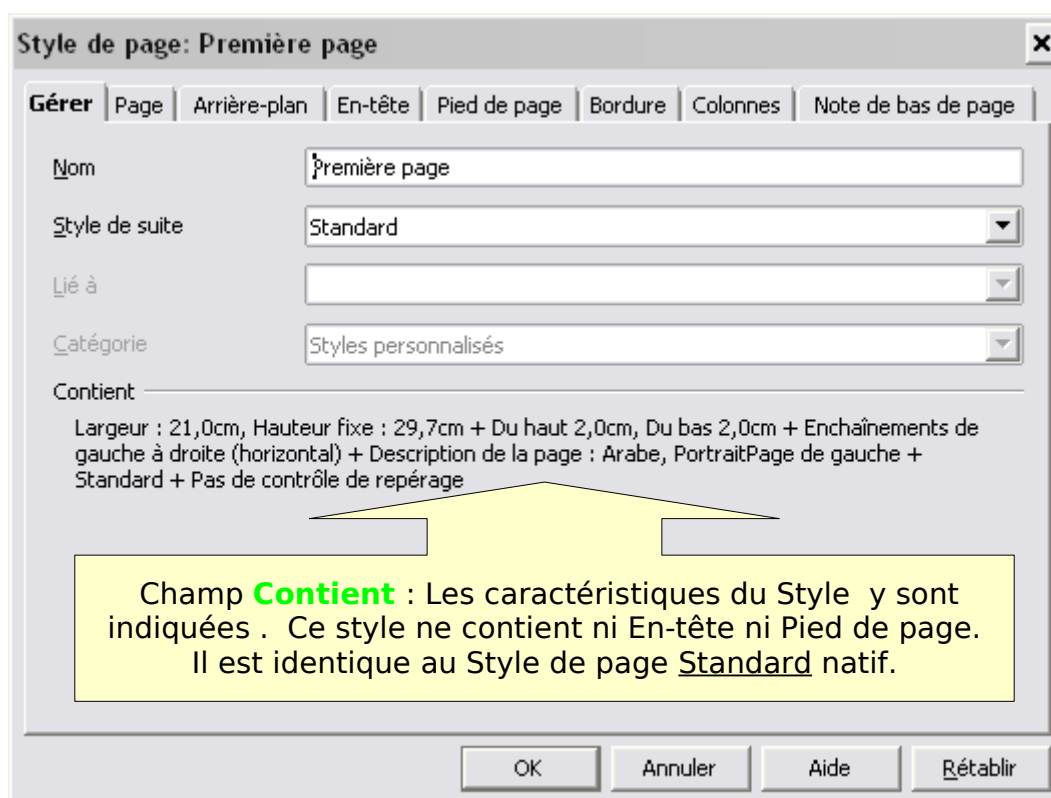 Style de page: Première page
Gérer Page Arrière-plan En-tête Pied de page Bordure Colonnes Note de bas de page
Nom Première page
Style de suite Standard
Lié à
Catégorie Styles personnalisés
Contient
Largeur : 21,0cm, Hauteur fixe : 29,7cm + Du haut 2,0cm, Du bas 2,0cm + Enchaînements de
gauche à droite (horizontal) + Description de la page : Arabe, PortraitPage de gauche +
Standard + Pas de contrôle de repérage
Champ Contient : Les caractéristiques du Style y sont
indiquées . Ce style ne contient ni En-tête ni Pied de page.
Il est identique au Style de page Standard natif.
OK Annuler Aide Rétablir